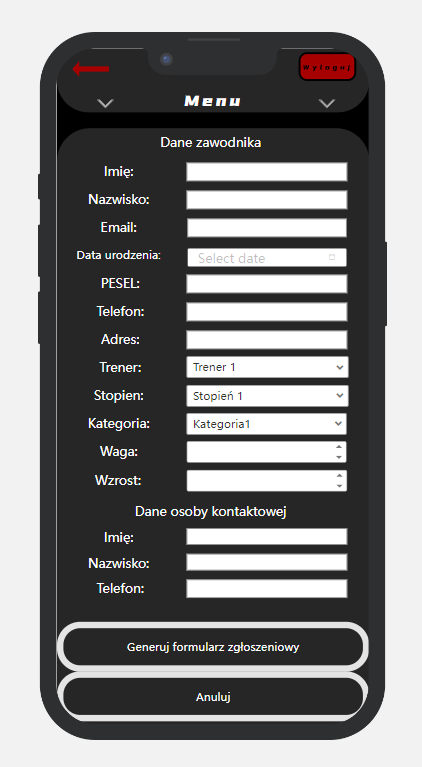 Wyloguj
Menu
Dane zawodnika
Imię:
Nazwisko:
Email:
Data urodzenia: Select date
PESEL:
Telefon:
Adres:
Trener: Trener 1
Stopien: Stopień 1
Kategoria: Kategoria1
Waga:
Wzrost:
Dane osoby kontaktowej
Imię:
Nazwisko:
Telefon:
Generuj formularz zgłoszeniowy
Anuluj